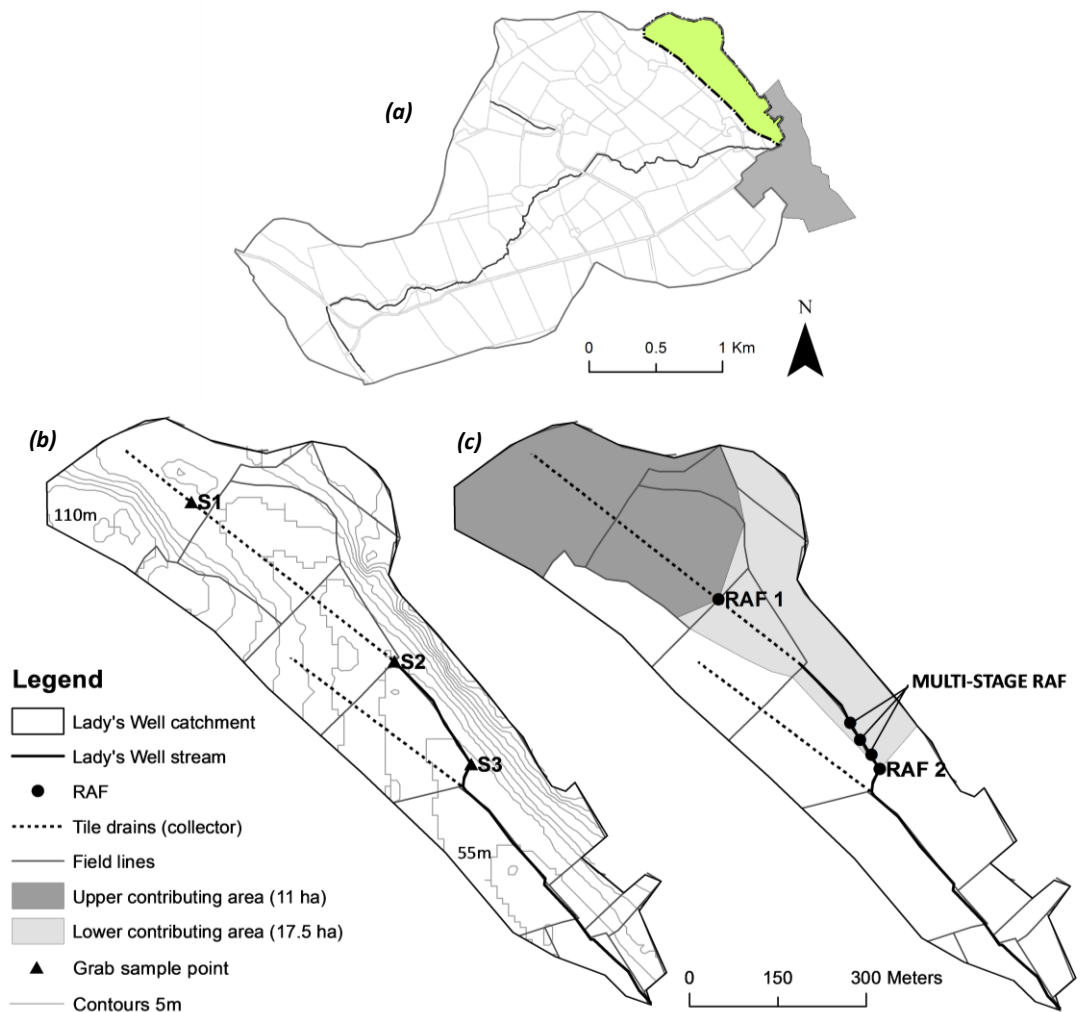 (a)
N
0 0.5 1 Km
(b)
(c)
S1
110m
RAF 1
S2
MULTI-STAGE RAF
S3
RAF 2
55m
Legend
Lady's Well catchment
Lady's Well stream
RAF
Tile drains (collector)
Field lines
Upper contributing area (11 ha)
Lower contributing area (17.5 ha)
Grab sample point
Contours 5m
0 150 300 Meters